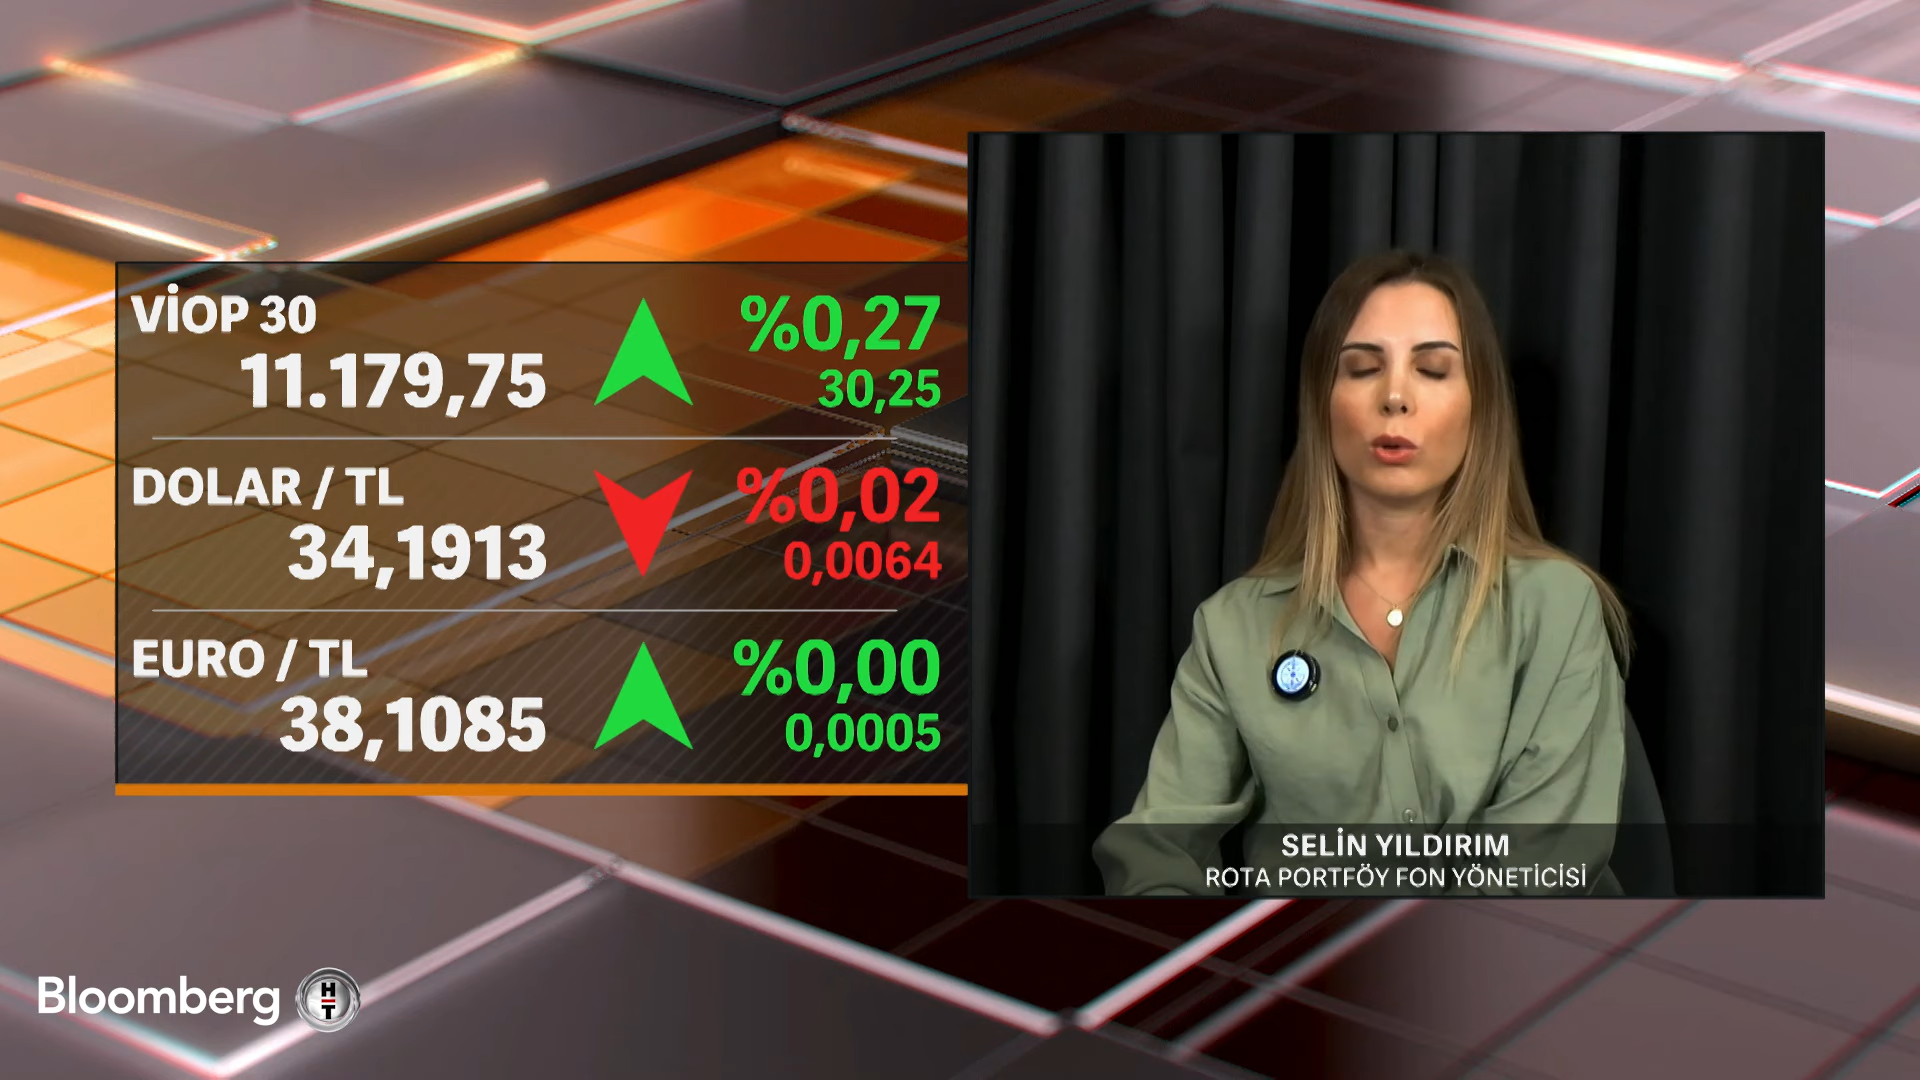 VİOP 30
11.179,75
%0,27
30,25
DOLAR / TL
34,1913
%0,02
0,0064
EURO / TL
38,1085
%0,00
0,0005
SELİN YILDIRIM
ROTA PORTFÖY FON YÖNETİCİSİ
Bloomberg HT